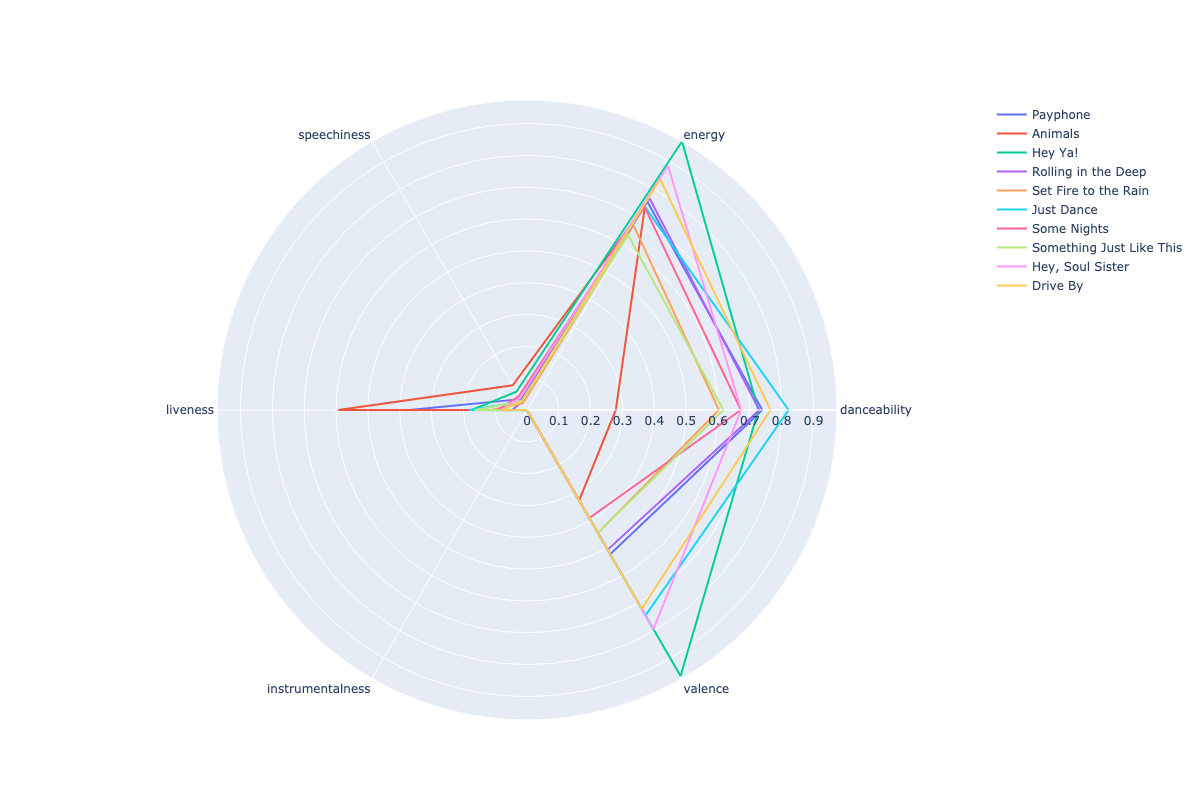 speechiness
energy
liveness
danceability
0 0.1 0.2 0.3 0.4 0.5 0.6 0.7 0.8 0.9
instrumentalness
valence
Payphone
Animals
Hey Ya!
Rolling in the Deep
Set Fire to the Rain
Just Dance
Some Nights
Something Just Like This
Hey, Soul Sister
Drive By